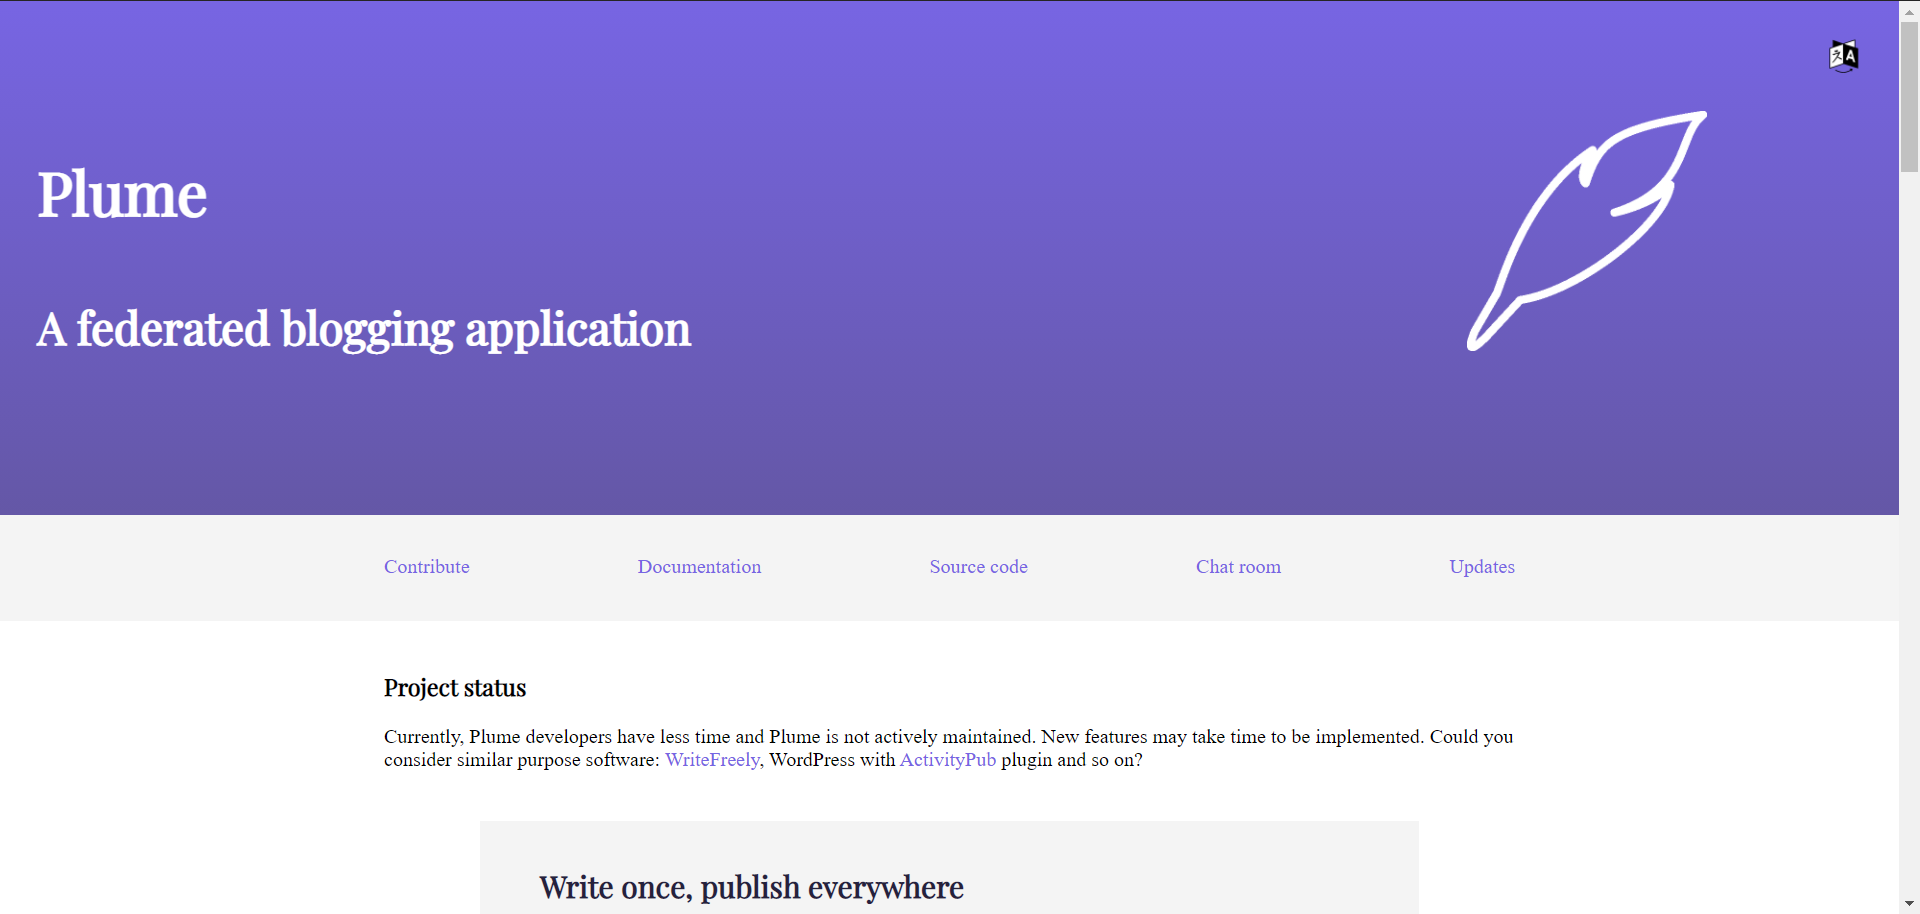 Plume
A federated blogging application
Contribute
Documentation
Source code
Chat room
Updates
Project status
Currently, Plume developers have less time and Plume is not actively maintained. New features may take time to be implemented. Could you
consider similar purpose software: WriteFreely, WordPress with ActivityPub plugin and so on?
Write once, publish everywhere